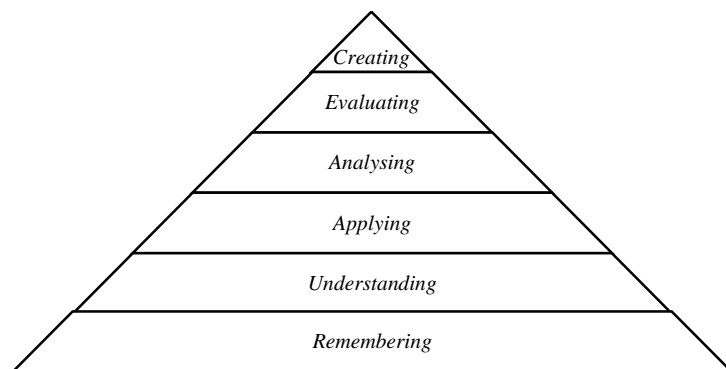 Creating
Evaluating
Analysing
Applying
Understanding
Remembering